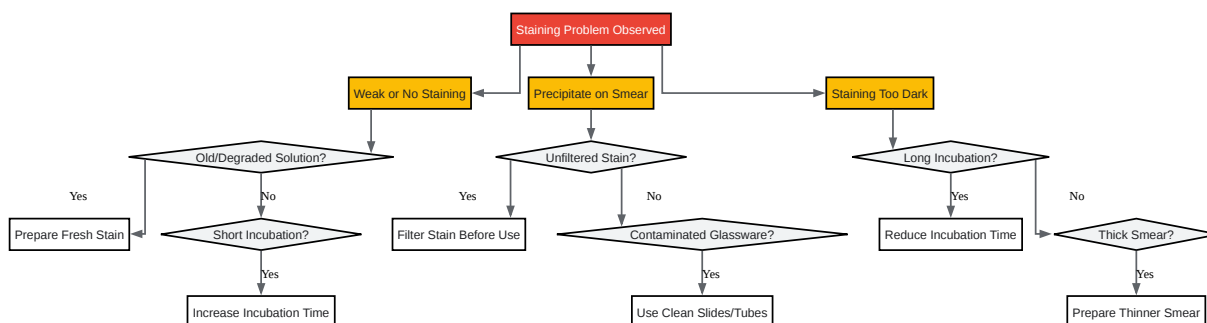 Staining Problem Observed
Weak or No Staining
Precipitate on Smear
Staining Too Dark
Old/Degraded Solution?
Unfiltered Stain?
Long Incubation?
Yes
No
Yes
No
Yes
No
Prepare Fresh Stain
Short Incubation?
Filter Stain Before Use
Contaminated Glassware?
Reduce Incubation Time
Thick Smear?
Yes
Yes
Yes
Increase Incubation Time
Use Clean Slides/Tubes
Prepare Thinner Smear